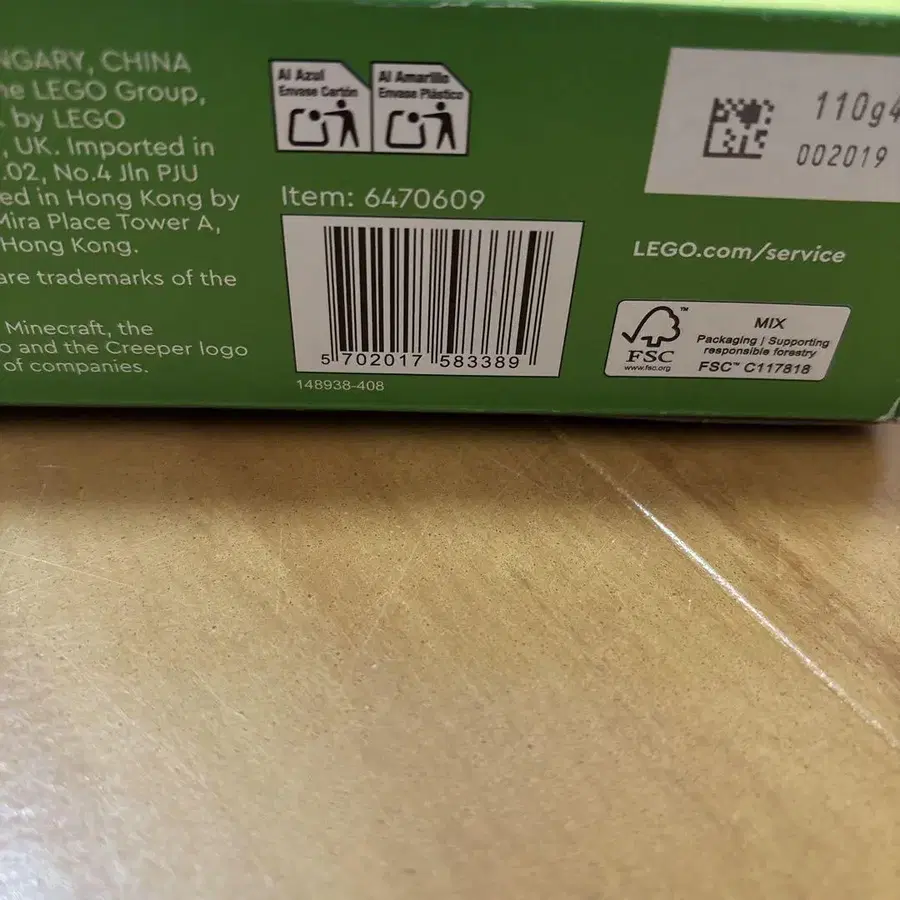 NGARY, CHINA
he LEGO Group,
by LEGO
, UK. Imported in
.02, No.4 Jln PJU
ed in Hong Kong by
Mira Place Tower A,
Hong Kong.
are trademarks of the
Minecraft, the
o and the Creeper logo
of companies.
Al Azul
Envase Cartón
Al Amarillo
Envase Plástico
Item: 6470609
5 702017 583389
148938-408
110g4
002019
LEGO.com/service
FSC
www.fsc.org
MIX
Packaging | Supporting
responsible forestry
FSC™ C117818